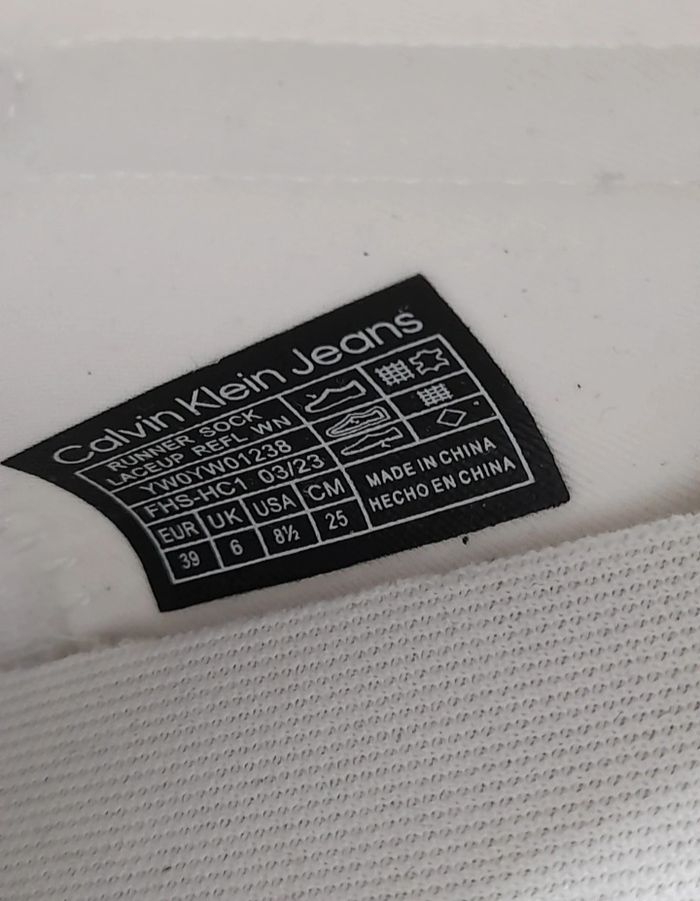 Calvin Klein Jeans
RUNNER SOCK
LACEUP REFL WN
YW0YW01238
FHS-HC1 03/23
EUR UK USA CM
39 6 8½ 25
MADE IN CHINA
HECHO EN CHINA